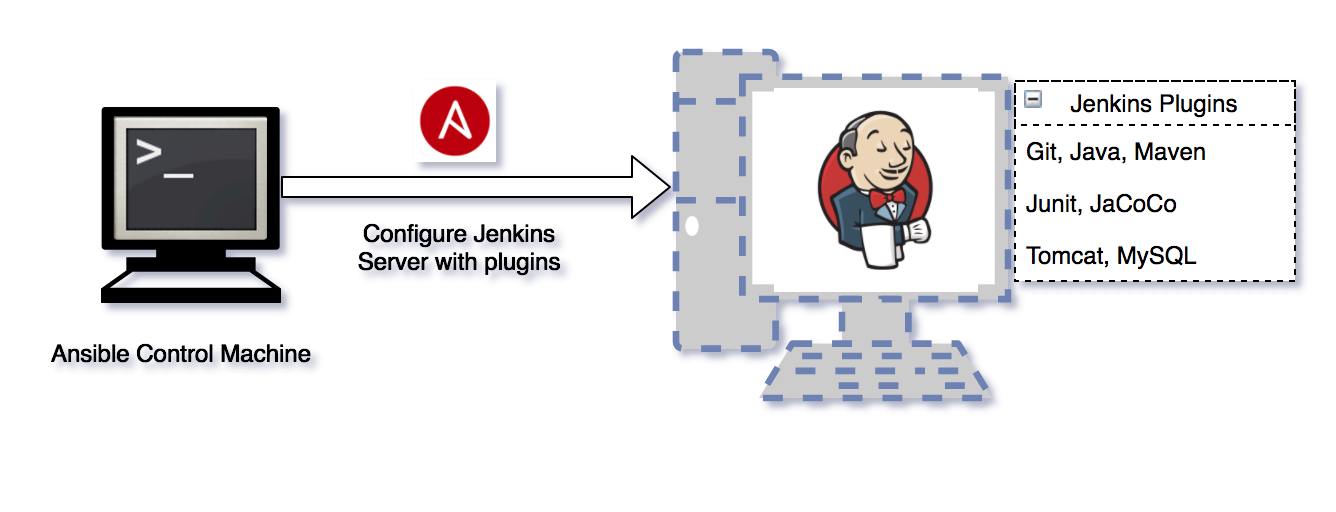 >_
Configure Jenkins
Server with plugins
Ansible Control Machine
Jenkins Plugins
Git, Java, Maven
Junit, JaCoCo
Tomcat, MySQL